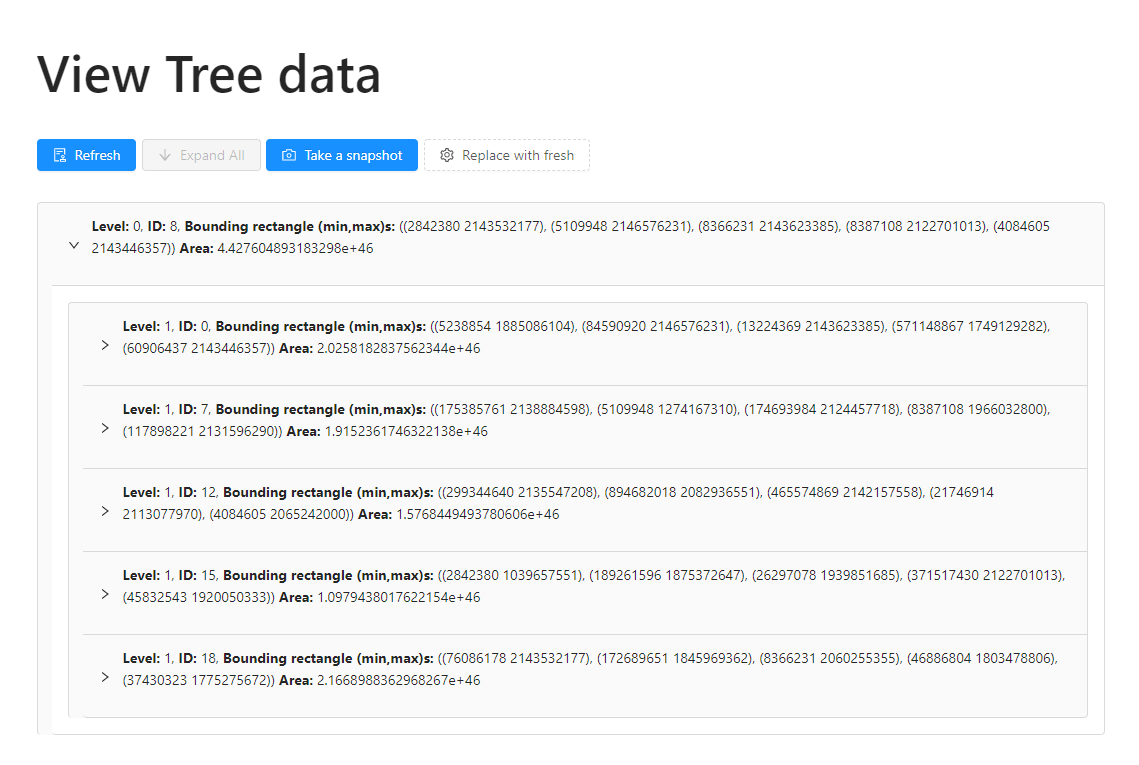 View Tree data
Refresh
Expand All
Take a snapshot
Replace with fresh
Level: 0, ID: 8, Bounding rectangle (min,max)s: ((2842380 2143532177), (5109948 2146576231), (8366231 2143623385), (8387108 2122701013), (4084605
2143446357)) Area: 4.427604893183298e+46
Level: 1, ID: 0, Bounding rectangle (min,max)s: ((5238854 1885086104), (84590920 2146576231), (13224369 2143623385), (571148867 1749129282),
(60906437 2143446357)) Area: 2.0258182837562344e+46
Level: 1, ID: 7, Bounding rectangle (min,max)s: ((175385761 2138884598), (5109948 1274167310), (174693984 2124457718), (8387108 1966032800),
(117898221 2131596290)) Area: 1.9152361746322138e+46
Level: 1, ID: 12, Bounding rectangle (min,max)s: ((299344640 2135547208), (894682018 2082936551), (465574869 2142157558), (21746914
2113077970), (4084605 2065242000)) Area: 1.5768449493780606e+46
Level: 1, ID: 15, Bounding rectangle (min,max)s: ((2842380 1039657551), (189261596 1875372647), (26297078 1939851685), (371517430 2122701013),
(45832543 1920050333)) Area: 1.0979438017622154e+46
Level: 1, ID: 18, Bounding rectangle (min,max)s: ((76086178 2143532177), (172689651 1845969362), (8366231 2060255355), (46886804 1803478806),
(37430323 1775275672)) Area: 2.1668988362968267e+46